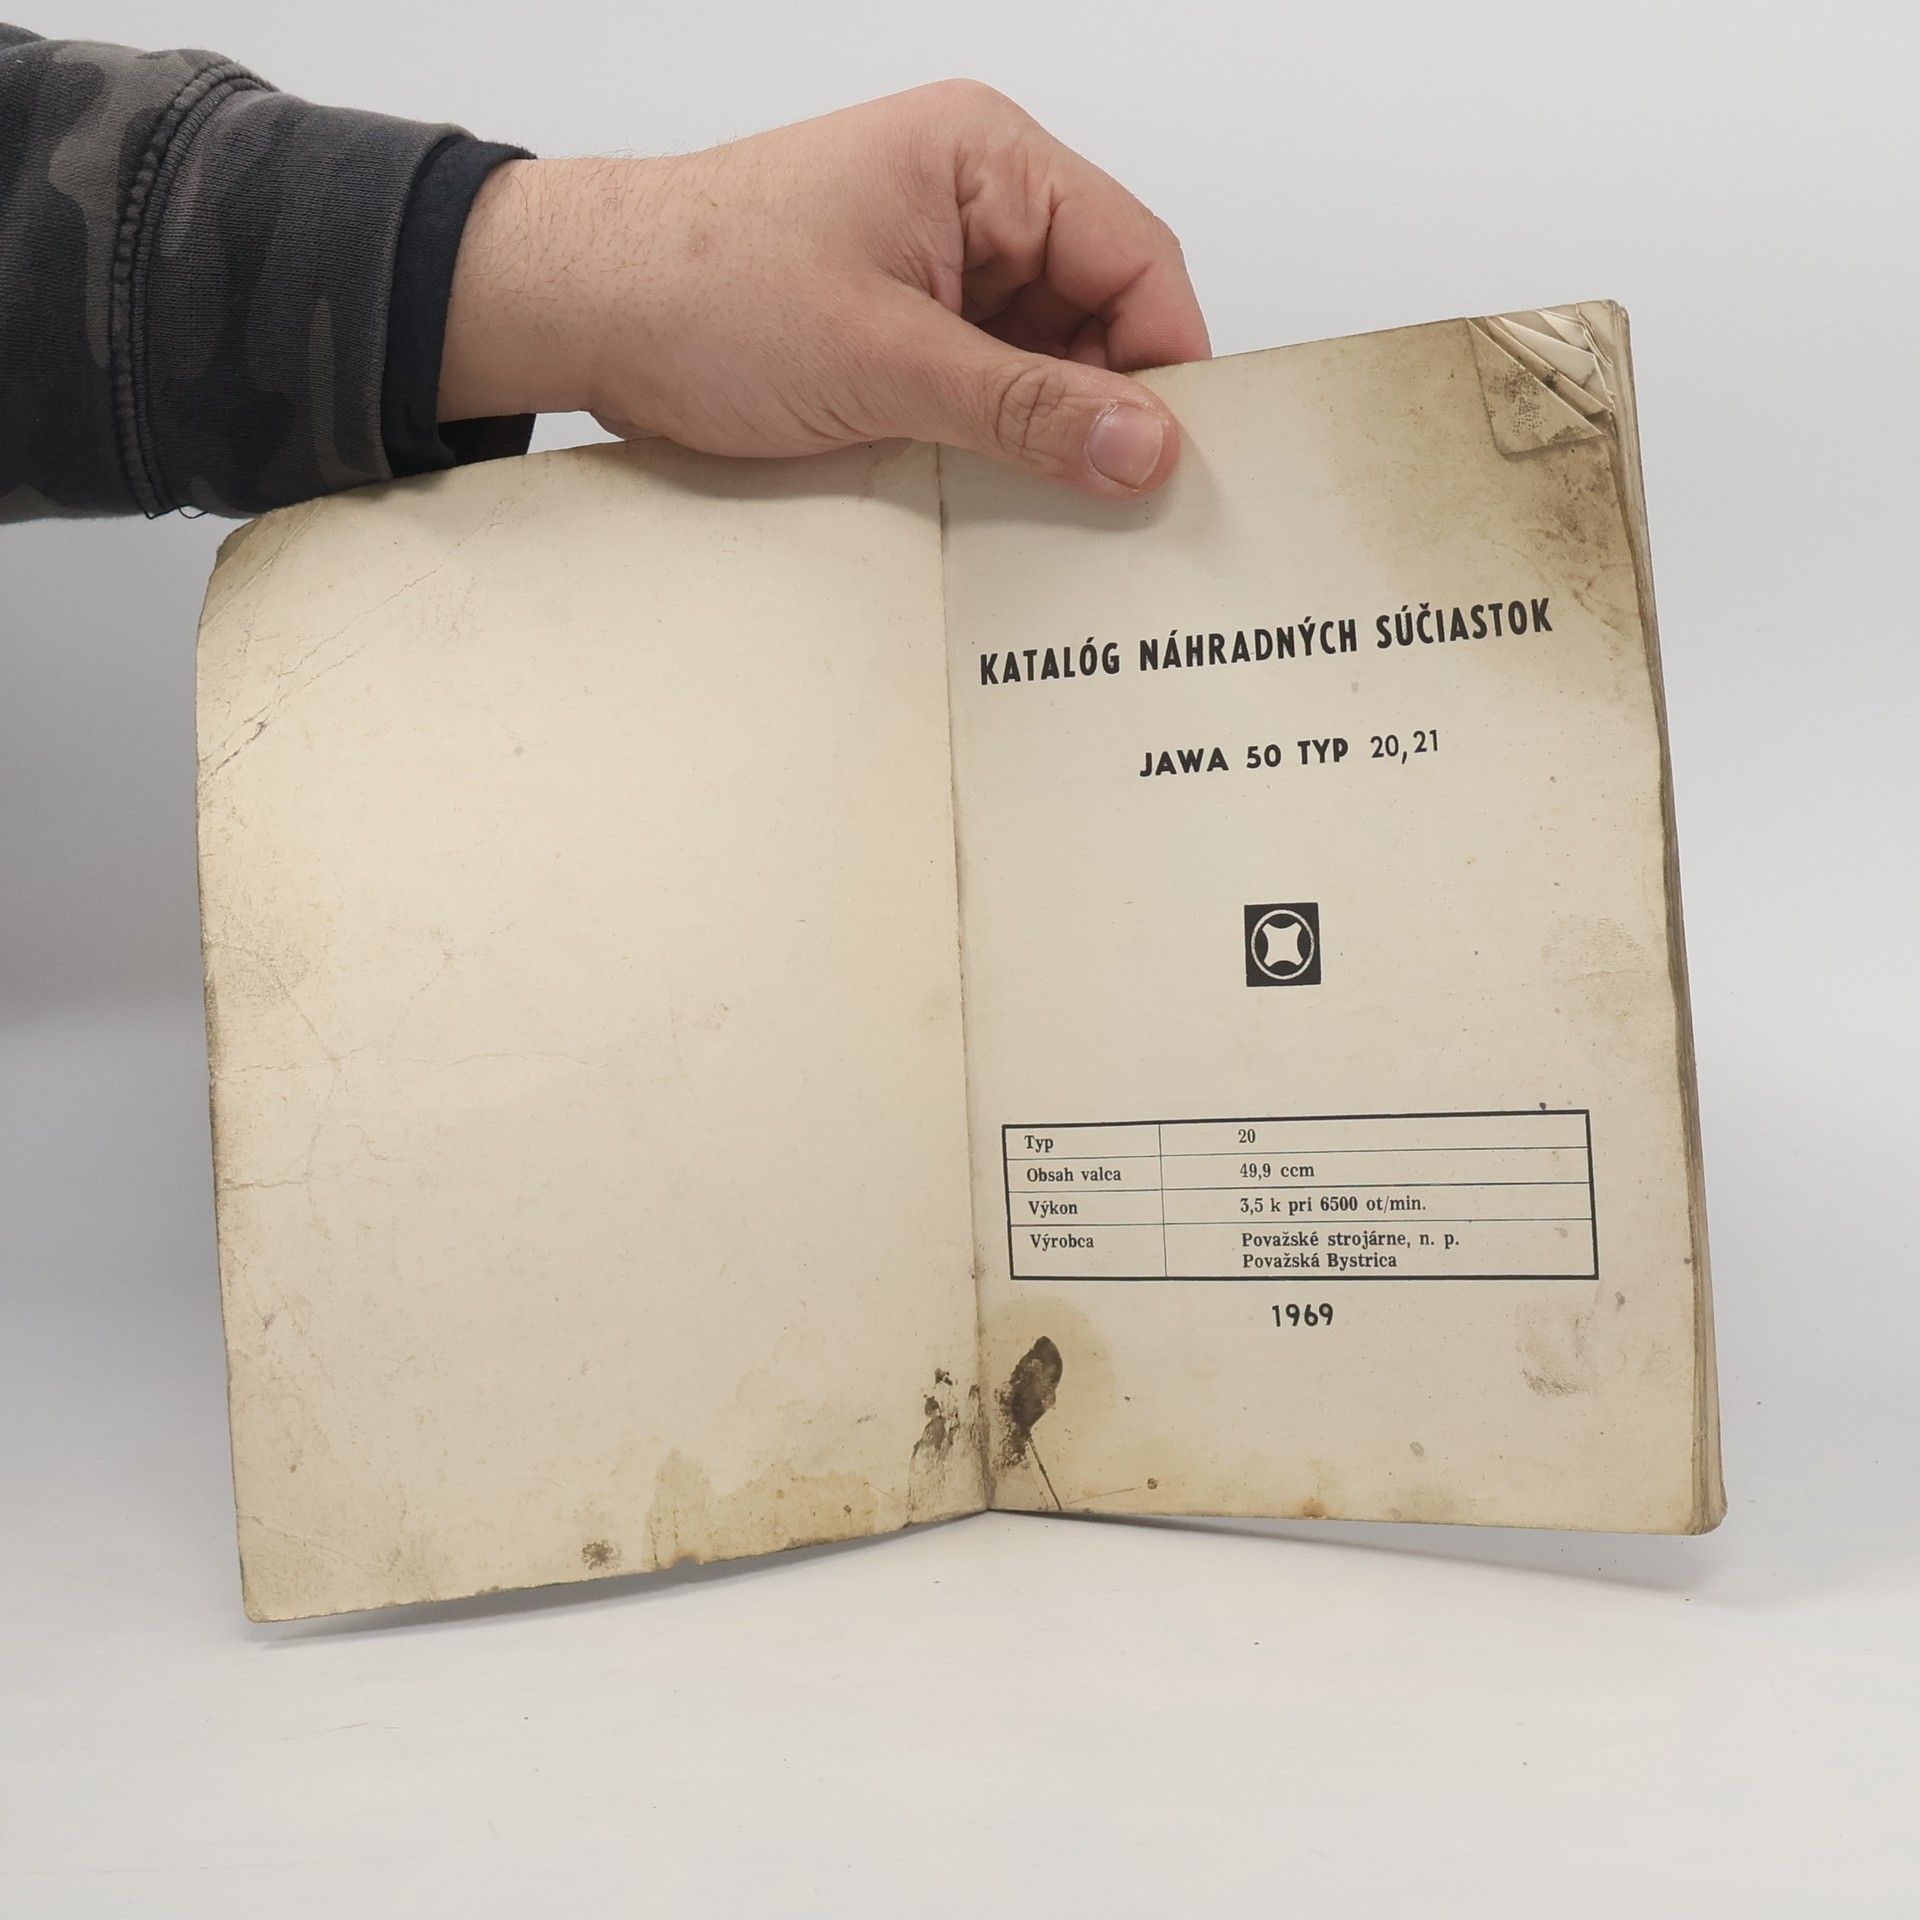 KATALÓG NÁHRADNÝCH SÚČIASTOK
JAWA 50 TYP 20,21
Typ 20
Obsah valca 49,9 ccm
Výkon 3,5 k pri 6500 ot/min.
Výrobca Považské strojárne, n. p.
Považská Bystrica
1969